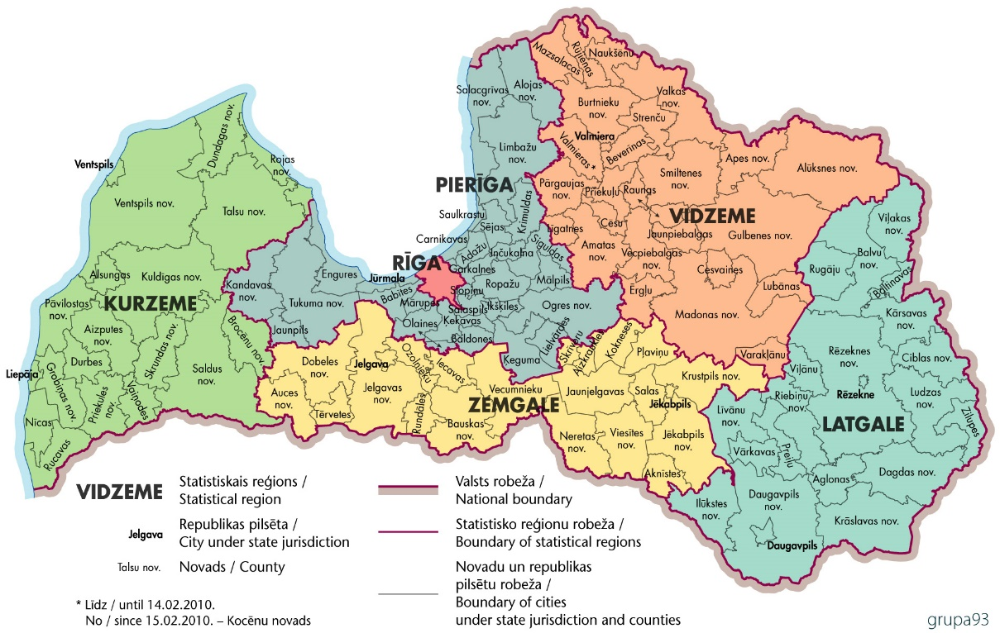 Mazsalacas
Rūjienas
Naukšēnu
Salacgrīvas
nov.
Alojas
nov.
Burtnieku
nov.
Valkas
nov.
Strenču
Valmiera
Valmieras *
Beverīnas
Limbažu
nov.
Dundagas nov.
Rojas
nov.
Ventspils
Ventspils nov.
Talsu nov.
Apes nov.
Alūksnes nov.
Smiltenes
nov.
PIERĪGA
Pārgaujas
nov.
Priekuļu
Raunas
VIDZEME
Krimuldas
Saulkrastu
Sējas
Līgatnes
Cēsu
Jaunpiebalgas
Gulbenes nov.
Viļakas
nov.
Carnikavas
Ādažu
Inčukalna
Siguldas
Amatas
nov.
Vecpiebalgas
nov.
Balvu
nov.
Rugāju
Baltinavas
RĪGA
Garkalnes
Cesvaines
Lubānas
Alsungas
Kuldīgas nov.
Engures
Jūrmala
Ropažu
Mālpils
Ērgļu
Kandavas
nov.
Babītes
Mārupes
Stopiņu
Salaspils
Ikšķiles
Ogres nov.
KURZEME
Pāvilostas
nov.
Tukuma nov.
Madonas nov.
Kārsavas
nov.
Aizputes
nov.
Skrundas nov.
Brocēnu nov.
Jaunpils
Olaines
Ķekavas
Baldones
Lielvārdes
Skrīveru
Aizkraukles
Kokneses
Pļaviņu
Varakļānu
Rēzeknes
nov.
Ciblas nov.
Durbes
Liepāja
Grobiņas nov.
Saldus
nov.
Dobeles
nov.
Jelgava
Ozolnieku
Iecavas
Ķeguma
Krustpils nov.
Viļānu
Priekules
nov.
Vaiņodes
Auces
nov.
Jelgavas
nov.
Vecumnieku
Jaunjelgavas
Salas
Jēkabpils
Riebiņu
nov.
Rēzekne
Ludzas
nov.
Zilupes
Nīcas
Tērvetes
Rundāles
ZEMGALE
Bauskas
nov.
Neretas
nov.
Viesītes
nov.
Jēkabpils
nov.
Līvānu
nov.
LATGALE
Rucavas
Vārkavas
Preiļu
Aknīstes
Aglonas
Dagdas nov.
Ilūkstes
nov.
Daugavpils
nov.
Krāslavas nov.
Daugavpils
VIDZEME
Statistiskais reģions /
Statistical region
Jelgava
Republikas pilsēta /
City under state jurisdiction
Talsu nov.
Novads / County
* Līdz / until 14.02.2010.
No / since 15.02.2010. – Kocēnu novads
Valsts robeža /
National boundary
Statistisko reģionu robeža /
Boundary of statistical regions
Novadu un republikas
pilsētu robeža /
Boundary of cities
under state jurisdiction and counties
grupa93